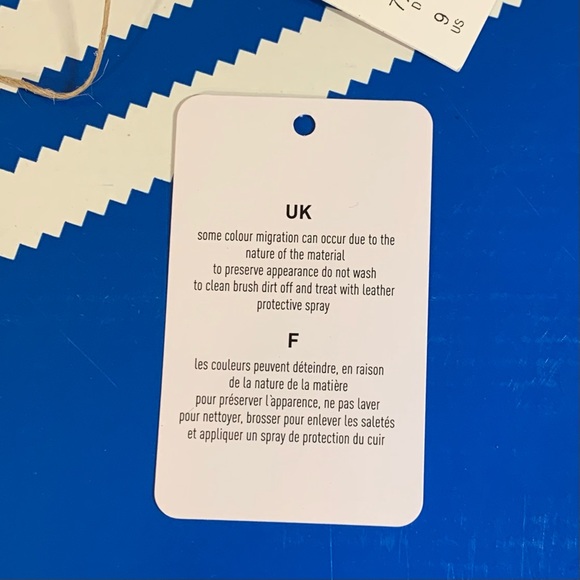 9
US
UK
some colour migration can occur due to the
nature of the material
to preserve appearance do not wash
to clean brush dirt off and treat with leather
protective spray
F
les couleurs peuvent déteindre, en raison
de la nature de la matière
pour préserver l'apparence, ne pas laver
pour nettoyer, brosser pour enlever les saletés
et appliquer un spray de protection du cuir